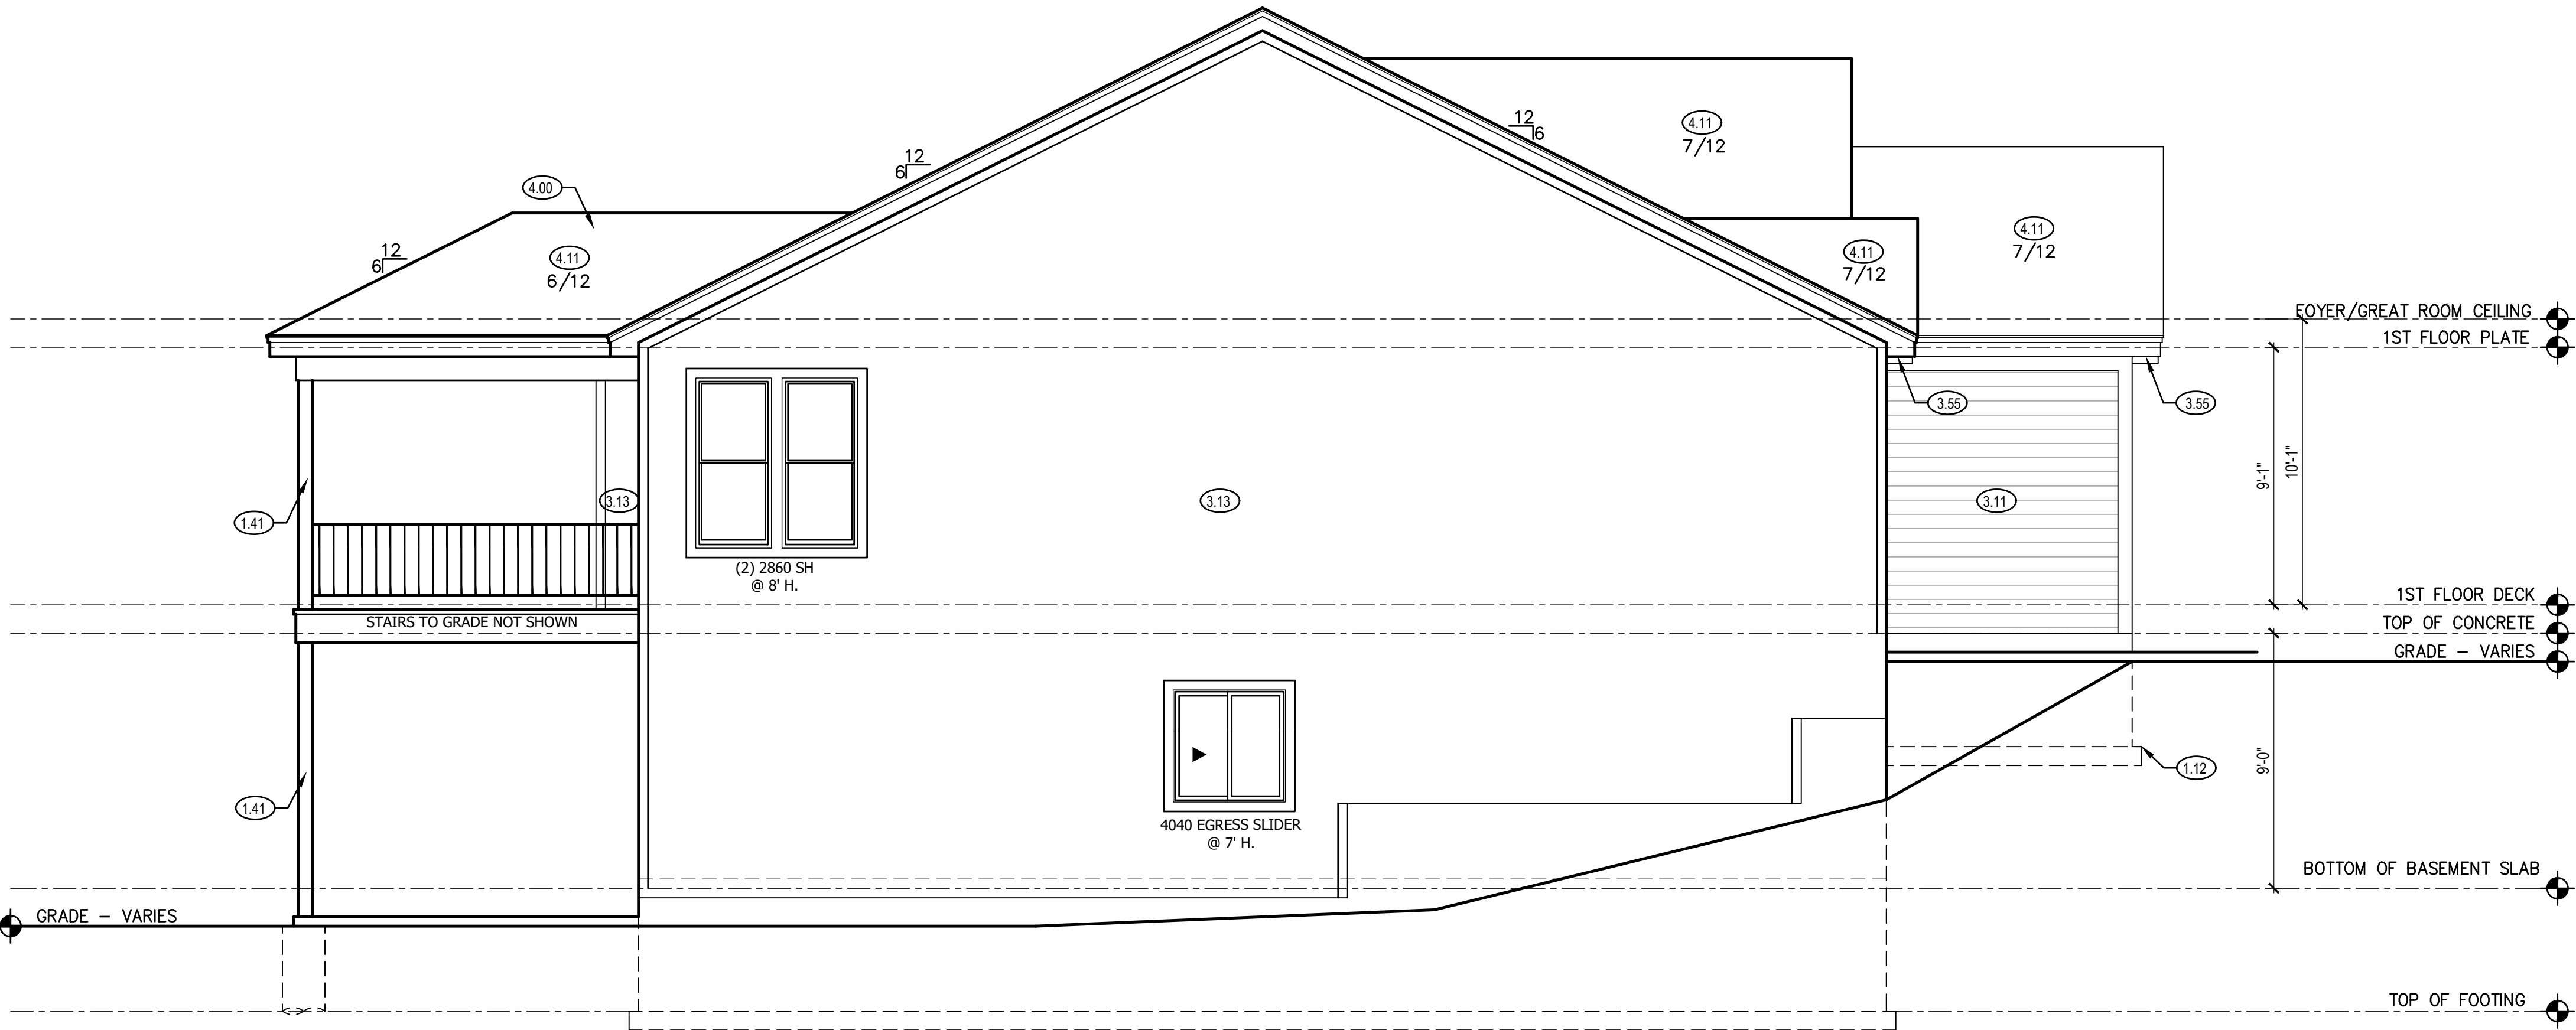 12
6
4.11
7/12
12
6
4.00
4.11
7/12
12
6
4.11
6/12
4.11
7/12
FOYER/GREAT ROOM CEILING
1ST FLOOR PLATE
3.55
3.55
9'-1"
10'-1"
3.13
3.13
3.11
1.41
(2) 2860 SH
@ 8' H.
1ST FLOOR DECK
STAIRS TO GRADE NOT SHOWN
TOP OF CONCRETE
GRADE - VARIES
9'-0"
1.12
1.41
4040 EGRESS SLIDER
@ 7' H.
BOTTOM OF BASEMENT SLAB
GRADE - VARIES
TOP OF FOOTING